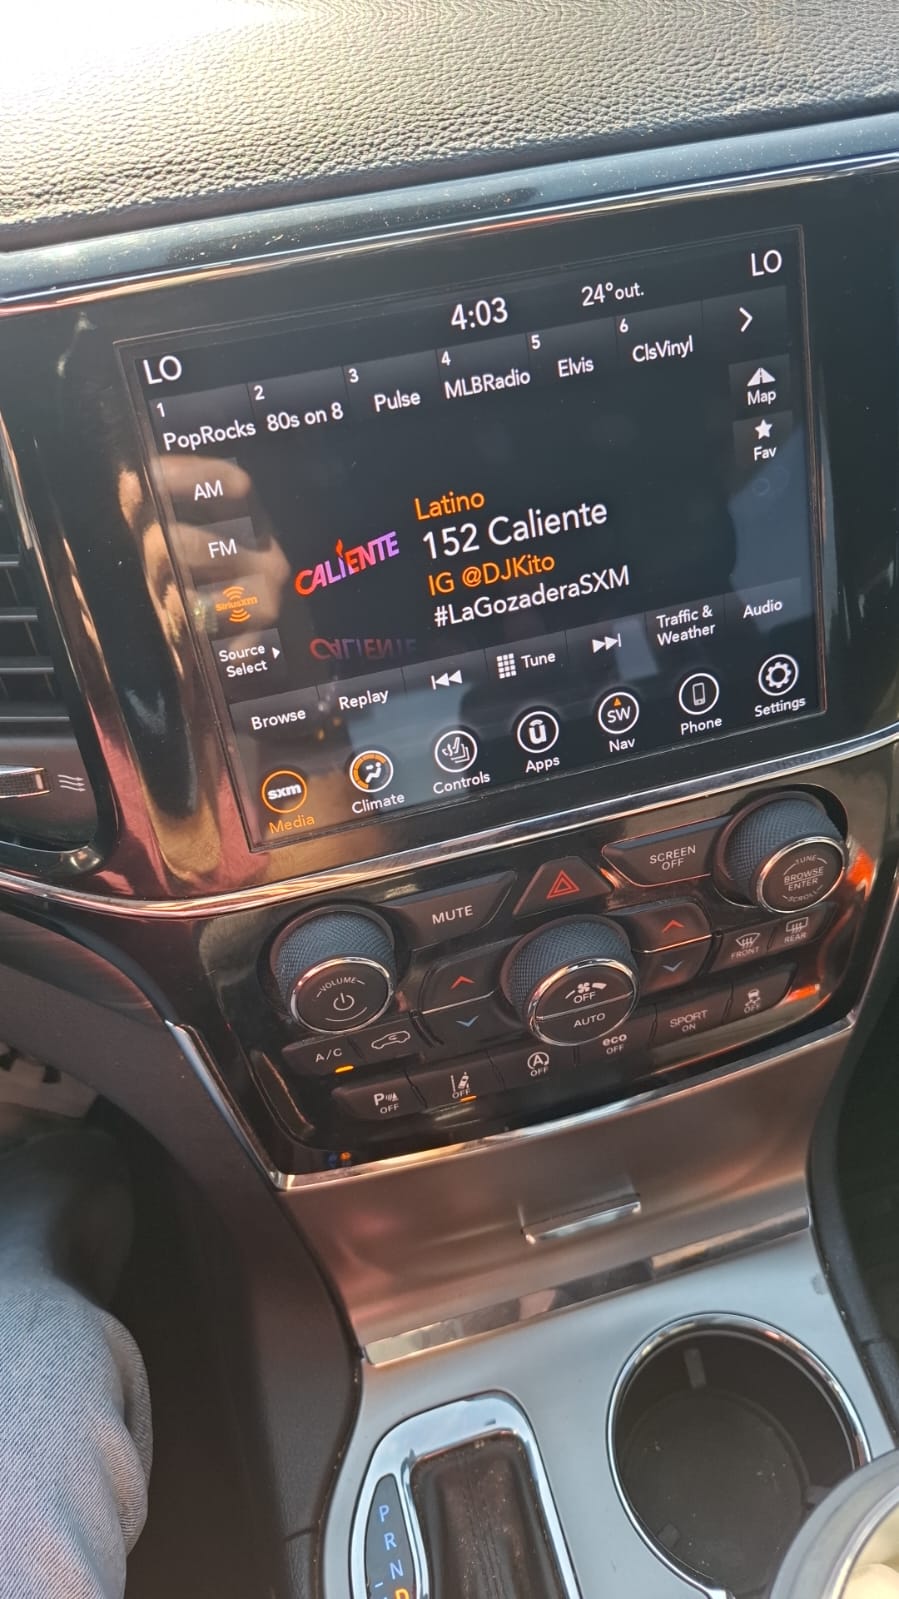 LO
4:03
24° out.
LO
1
PopRocks
2
80s on 8
3
Pulse
4
MLBRadio
5
Elvis
6
ClsVinyl
Map
Fav
AM
FM
SiriusXM
Source
Select
CALIENTE
Latino
152 Caliente
IG @DJKito
#LaGozaderaSXM
Browse
Replay
Tune
Traffic &
Weather
Audio
sxm
Media
Climate
Controls
Apps
SW
Nav
Phone
Settings
MUTE
SCREEN
OFF
TUNE
BROWSE
ENTER
SCROLL
VOLUME
OFF
AUTO
FRONT
REAR
A/C
P
OFF
OFF
A
OFF
eco
OFF
SPORT
ON
OFF
P
R
N
D